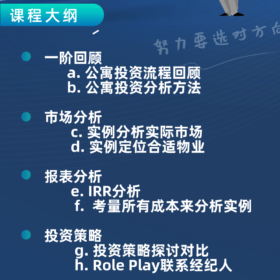 课程大纲
努力要选对方向
一阶回顾
a. 公寓投资流程回顾
b. 公寓投资分析方法
市场分析
c. 实例分析实际市场
d. 实例定位合适物业
报表分析
e. IRR分析
f. 考量所有成本来分析实例
投资策略
g. 投资策略探讨对比
h. Role Play联系经纪人